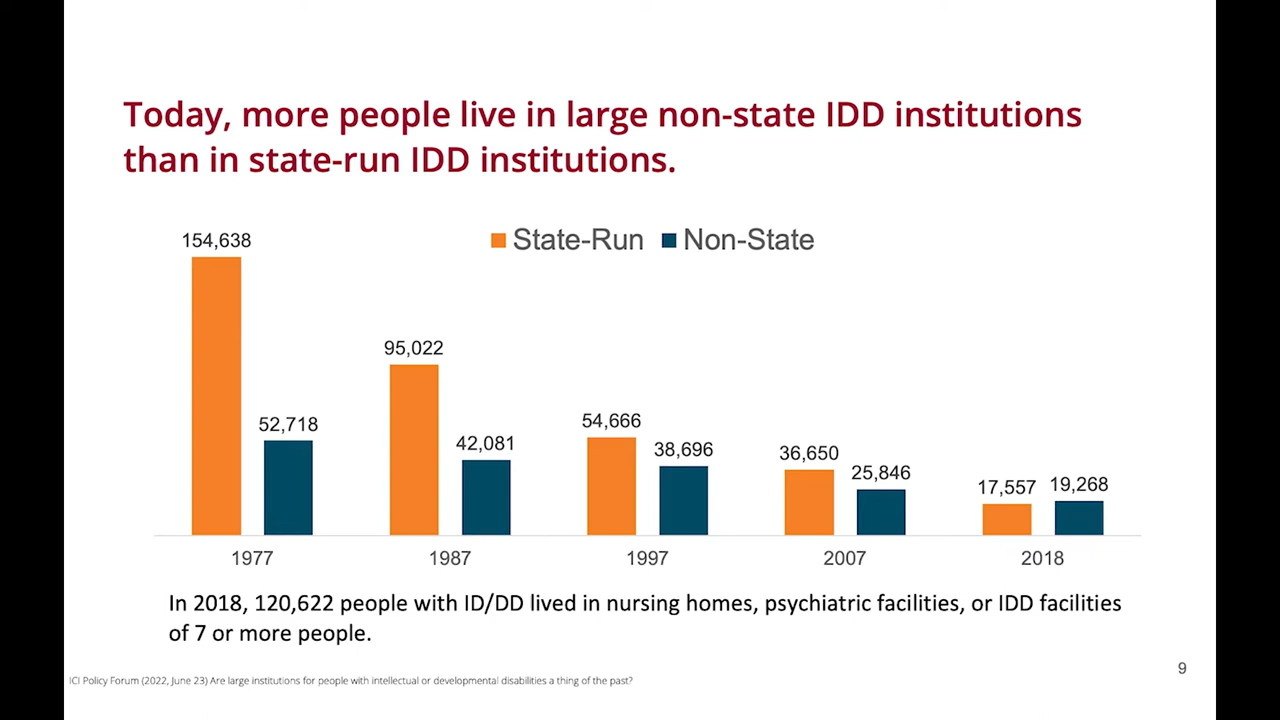 Today, more people live in large non-state IDD institutions
than in state-run IDD institutions.
State-Run Non-State
154,638
52,718
95,022
42,081
54,666
38,696
36,650
25,846
17,557
19,268
1977 1987 1997 2007 2018
In 2018, 120,622 people with ID/DD lived in nursing homes, psychiatric facilities, or IDD facilities
of 7 or more people.
9
ICI Policy Forum (2022, June 23) Are large institutions for people with intellectual or developmental disabilities a thing of the past?